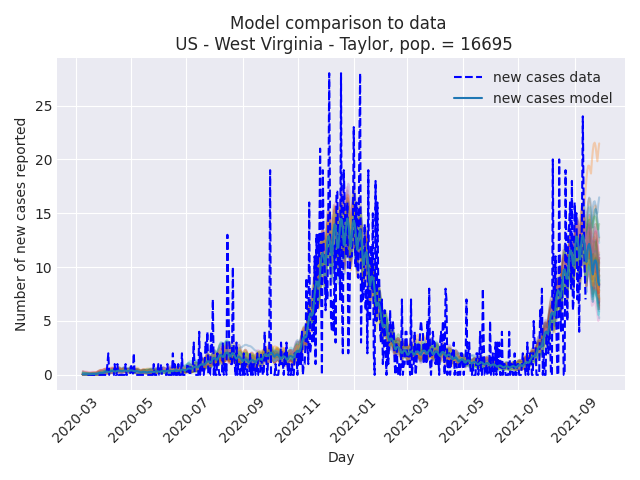 Model comparison to data
US - West Virginia - Taylor, pop. = 16695
new cases data
new cases model
Number of new cases reported
25
20
15
10
5
0
2020-03
2020-05
2020-07
2020-09
2020-11
2021-01
2021-03
2021-05
2021-07
2021-09
Day